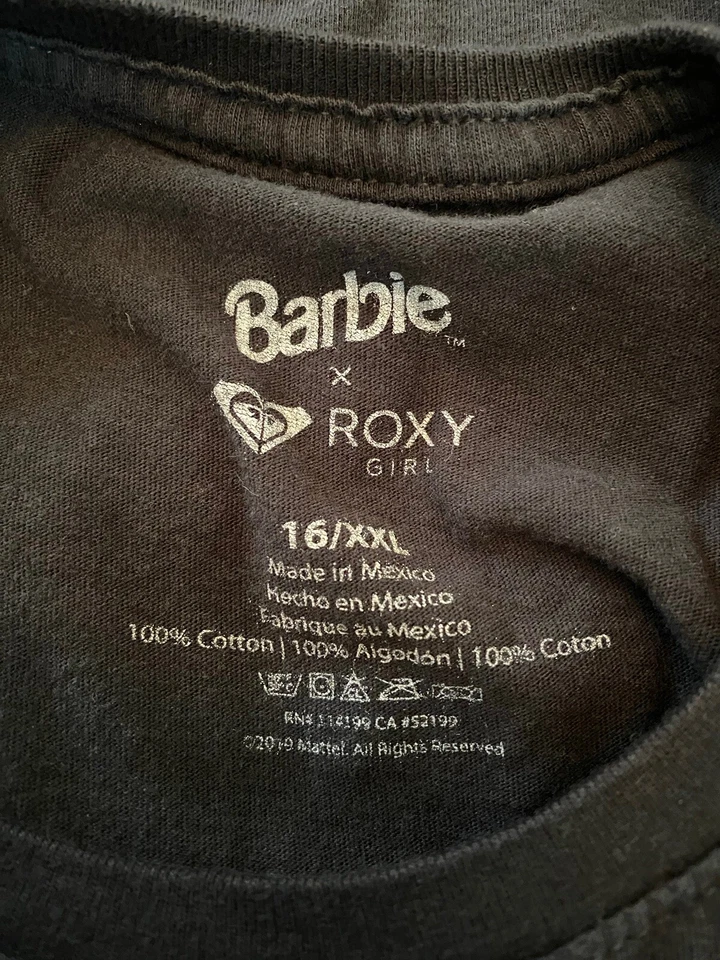 Barbie™
x
ROXY
GIRL
16/XXL
Made in Mexico
Hecho en Mexico
Fabrique au Mexico
100% Cotton | 100% Algodón | 100% Coton
RN# 114199 CA #52199
©2019 Mattel. All Rights Reserved